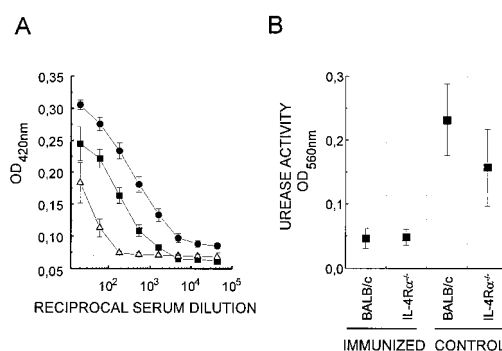 A
0,35
0,30
0,25
0,20
0,15
0,10
0,05
OD420nm
10¹ 10² 10³ 10⁴ 10⁵
RECIPROCAL SERUM DILUTION
B
0,3
0,2
0,1
0
UREASE ACTIVITY
OD560nm
BALB/c
IL-4Rα-/-
BALB/c
IL-4Rα-/-
IMMUNIZED CONTROL